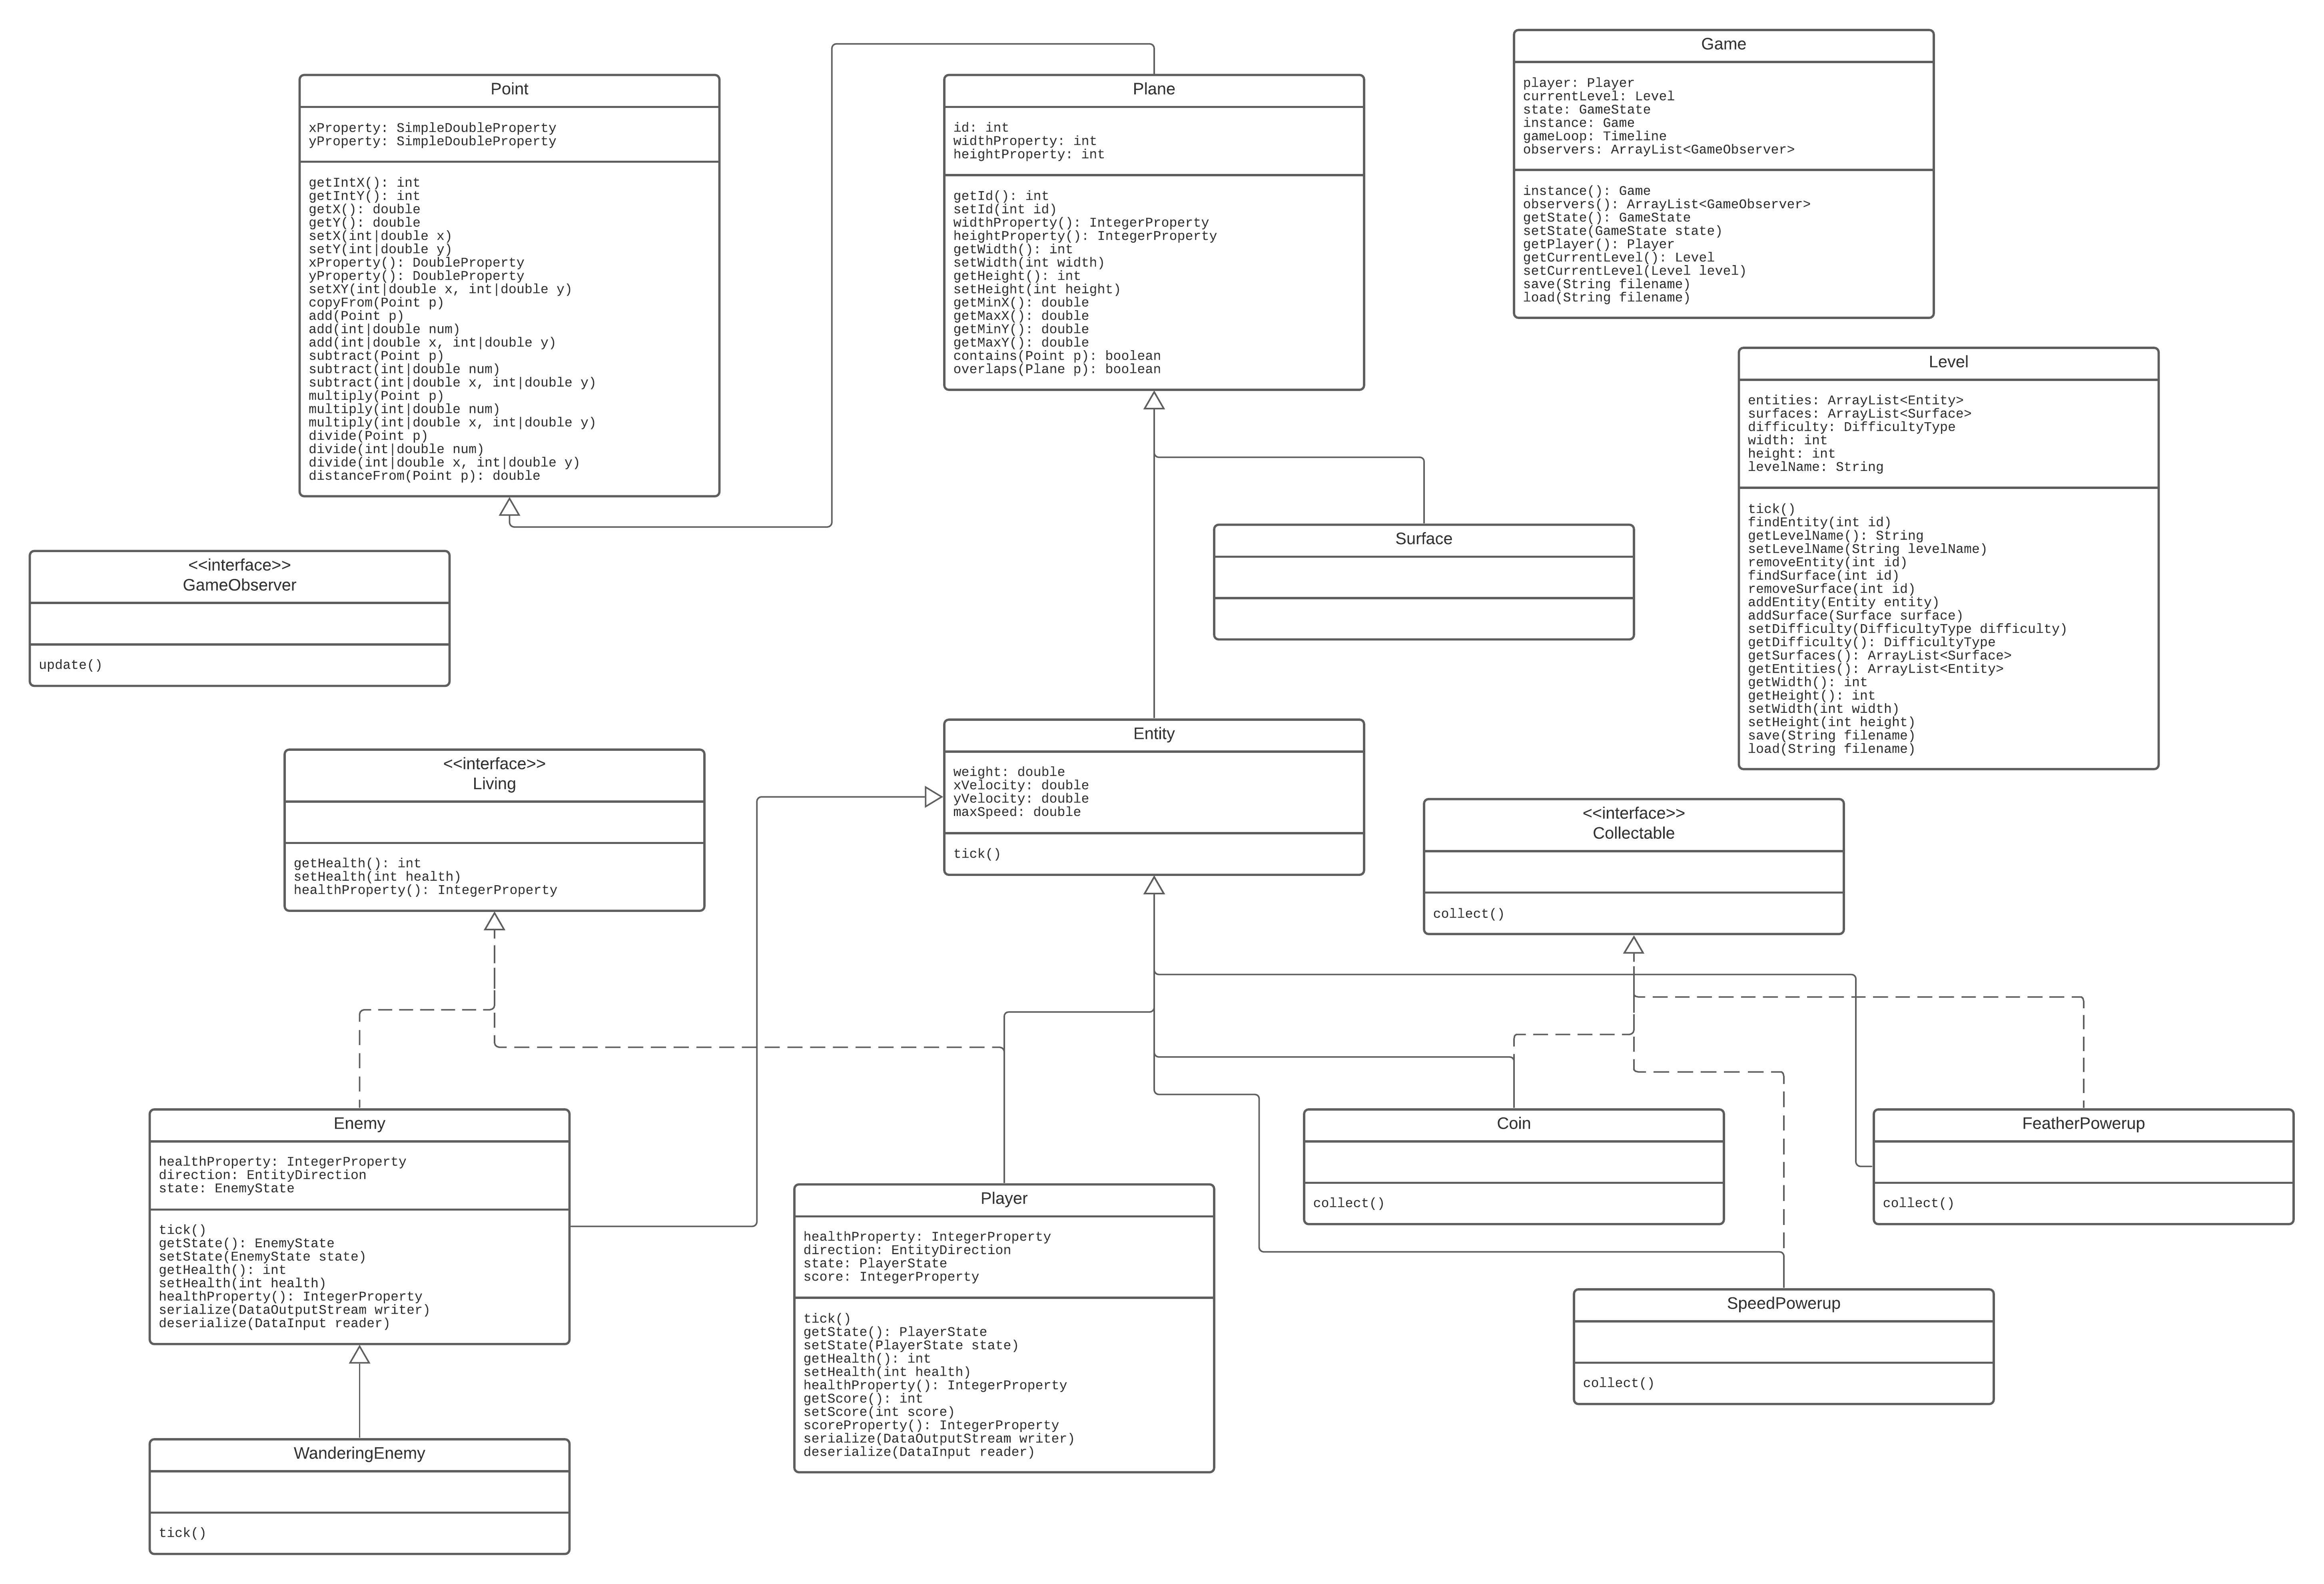 Point
xProperty: SimpleDoubleProperty
yProperty: SimpleDoubleProperty
getIntX(): int
getIntY(): int
getX(): double
getY(): double
setX(int|double x)
setY(int|double y)
xProperty(): DoubleProperty
yProperty(): DoubleProperty
setXY(int|double x, int|double y)
copyFrom(Point p)
add(Point p)
add(int|double num)
add(int|double x, int|double y)
subtract(Point p)
subtract(int|double num)
subtract(int|double x, int|double y)
multiply(Point p)
multiply(int|double num)
multiply(int|double x, int|double y)
divide(Point p)
divide(int|double num)
divide(int|double x, int|double y)
distanceFrom(Point p): double
Plane
id: int
widthProperty: int
heightProperty: int
getId(): int
setId(int id)
widthProperty(): IntegerProperty
heightProperty(): IntegerProperty
getWidth(): int
setWidth(int width)
getHeight(): int
setHeight(int height)
getMinX(): double
getMaxX(): double
getMinY(): double
getMaxY(): double
contains(Point p): boolean
overlaps(Plane p): boolean
Game
player: Player
currentLevel: Level
state: GameState
instance: Game
gameLoop: Timeline
observers: ArrayList<GameObserver>
instance(): Game
observers(): ArrayList<GameObserver>
getState(): GameState
setState(GameState state)
getPlayer(): Player
getCurrentLevel(): Level
setCurrentLevel(Level level)
save(String filename)
load(String filename)
Level
entities: ArrayList<Entity>
surfaces: ArrayList<Surface>
difficulty: DifficultyType
width: int
height: int
levelName: String
tick()
findEntity(int id)
getLevelName(): String
setLevelName(String levelName)
removeEntity(int id)
findSurface(int id)
removeSurface(int id)
addEntity(Entity entity)
addSurface(Surface surface)
setDifficulty(DifficultyType difficulty)
getDifficulty(): DifficultyType
getSurfaces(): ArrayList<Surface>
getEntities(): ArrayList<Entity>
getWidth(): int
getHeight(): int
setWidth(int width)
setHeight(int height)
save(String filename)
load(String filename)
Surface
<<interface>>
GameObserver
update()
<<interface>>
Living
getHealth(): int
setHealth(int health)
healthProperty(): IntegerProperty
Entity
weight: double
xVelocity: double
yVelocity: double
maxSpeed: double
tick()
<<interface>>
Collectable
collect()
Enemy
healthProperty: IntegerProperty
direction: EntityDirection
state: EnemyState
tick()
getState(): EnemyState
setState(EnemyState state)
getHealth(): int
setHealth(int health)
healthProperty(): IntegerProperty
serialize(DataOutputStream writer)
deserialize(DataInput reader)
Player
healthProperty: IntegerProperty
direction: EntityDirection
state: PlayerState
score: IntegerProperty
tick()
getState(): PlayerState
setState(PlayerState state)
getHealth(): int
setHealth(int health)
healthProperty(): IntegerProperty
getScore(): int
setScore(int score)
scoreProperty(): IntegerProperty
serialize(DataOutputStream writer)
deserialize(DataInput reader)
Coin
collect()
FeatherPowerup
collect()
SpeedPowerup
collect()
WanderingEnemy
tick()